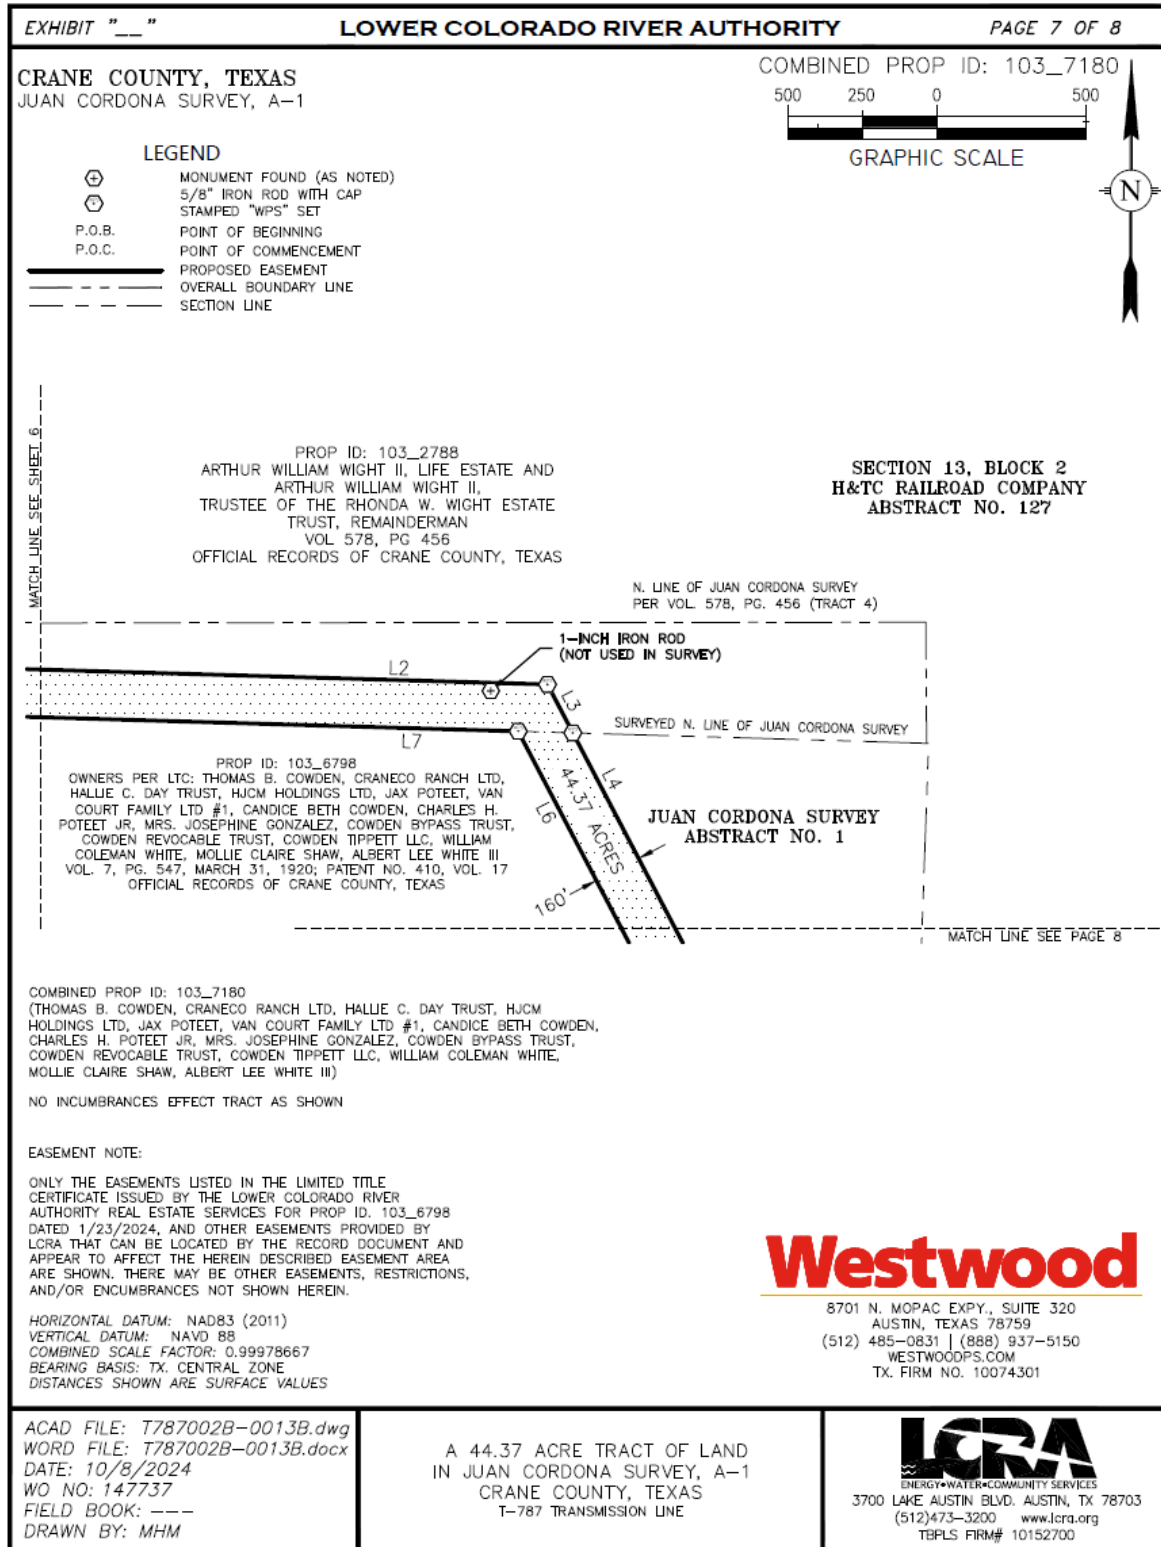 EXHIBIT "__"
LOWER COLORADO RIVER AUTHORITY
PAGE 7 OF 8
CRANE COUNTY, TEXAS
JUAN CORDONA SURVEY, A-1
COMBINED PROP ID: 103_7180
500 250 0 500
GRAPHIC SCALE
N
LEGEND
MONUMENT FOUND (AS NOTED)
5/8" IRON ROD WITH CAP
STAMPED "WPS" SET
P.O.B. POINT OF BEGINNING
P.O.C. POINT OF COMMENCEMENT
PROPOSED EASEMENT
OVERALL BOUNDARY LINE
SECTION LINE
MATCH LINE SEE SHEET 6
PROP ID: 103_2788
ARTHUR WILLIAM WIGHT II, LIFE ESTATE AND
ARTHUR WILLIAM WIGHT II,
TRUSTEE OF THE RHONDA W. WIGHT ESTATE
TRUST, REMAINDERMAN
VOL 578, PG 456
OFFICIAL RECORDS OF CRANE COUNTY, TEXAS
SECTION 13, BLOCK 2
H&TC RAILROAD COMPANY
ABSTRACT NO. 127
N. LINE OF JUAN CORDONA SURVEY
PER VOL. 578, PG. 456 (TRACT 4)
1-INCH IRON ROD
(NOT USED IN SURVEY)
L2
L3
SURVEYED N. LINE OF JUAN CORDONA SURVEY
L7
L4
L6
44.37 ACRES
160'
PROP ID: 103_6798
OWNERS PER LTC: THOMAS B. COWDEN, CRANECO RANCH LTD,
HALLIE C. DAY TRUST, HJCM HOLDINGS LTD, JAX POTEET, VAN
COURT FAMILY LTD #1, CANDICE BETH COWDEN, CHARLES H.
POTEET JR, MRS. JOSEPHINE GONZALEZ, COWDEN BYPASS TRUST,
COWDEN REVOCABLE TRUST, COWDEN TIPPETT LLC, WILLIAM
COLEMAN WHITE, MOLLIE CLAIRE SHAW, ALBERT LEE WHITE III
VOL. 7, PG. 547, MARCH 31, 1920; PATENT NO. 410, VOL. 17
OFFICIAL RECORDS OF CRANE COUNTY, TEXAS
JUAN CORDONA SURVEY
ABSTRACT NO. 1
MATCH LINE SEE PAGE 8
COMBINED PROP ID: 103_7180
(THOMAS B. COWDEN, CRANECO RANCH LTD, HALLIE C. DAY TRUST, HJCM
HOLDINGS LTD, JAX POTEET, VAN COURT FAMILY LTD #1, CANDICE BETH COWDEN,
CHARLES H. POTEET JR, MRS. JOSEPHINE GONZALEZ, COWDEN BYPASS TRUST,
COWDEN REVOCABLE TRUST, COWDEN TIPPETT LLC, WILLIAM COLEMAN WHITE,
MOLLIE CLAIRE SHAW, ALBERT LEE WHITE III)
NO INCUMBRANCES EFFECT TRACT AS SHOWN
EASEMENT NOTE:
ONLY THE EASEMENTS LISTED IN THE LIMITED TITLE
CERTIFICATE ISSUED BY THE LOWER COLORADO RIVER
AUTHORITY REAL ESTATE SERVICES FOR PROP ID. 103_6798
DATED 1/23/2024, AND OTHER EASEMENTS PROVIDED BY
LCRA THAT CAN BE LOCATED BY THE RECORD DOCUMENT AND
APPEAR TO AFFECT THE HEREIN DESCRIBED EASEMENT AREA
ARE SHOWN. THERE MAY BE OTHER EASEMENTS, RESTRICTIONS,
AND/OR ENCUMBRANCES NOT SHOWN HEREIN.
HORIZONTAL DATUM: NAD83 (2011)
VERTICAL DATUM: NAVD 88
COMBINED SCALE FACTOR: 0.99978667
BEARING BASIS: TX. CENTRAL ZONE
DISTANCES SHOWN ARE SURFACE VALUES
Westwood
8701 N. MOPAC EXPY., SUITE 320
AUSTIN, TEXAS 78759
(512) 485-0831 | (888) 937-5150
WESTWOODPS.COM
TX. FIRM NO. 10074301
ACAD FILE: T787002B-0013B.dwg
WORD FILE: T787002B-0013B.docx
DATE: 10/8/2024
WO NO: 147737
FIELD BOOK: ---
DRAWN BY: MHM
A 44.37 ACRE TRACT OF LAND
IN JUAN CORDONA SURVEY, A-1
CRANE COUNTY, TEXAS
T-787 TRANSMISSION LINE
LCRA
ENERGY•WATER•COMMUNITY SERVICES
3700 LAKE AUSTIN BLVD. AUSTIN, TX 78703
(512)473-3200 www.lcra.org
TBPLS FIRM# 10152700